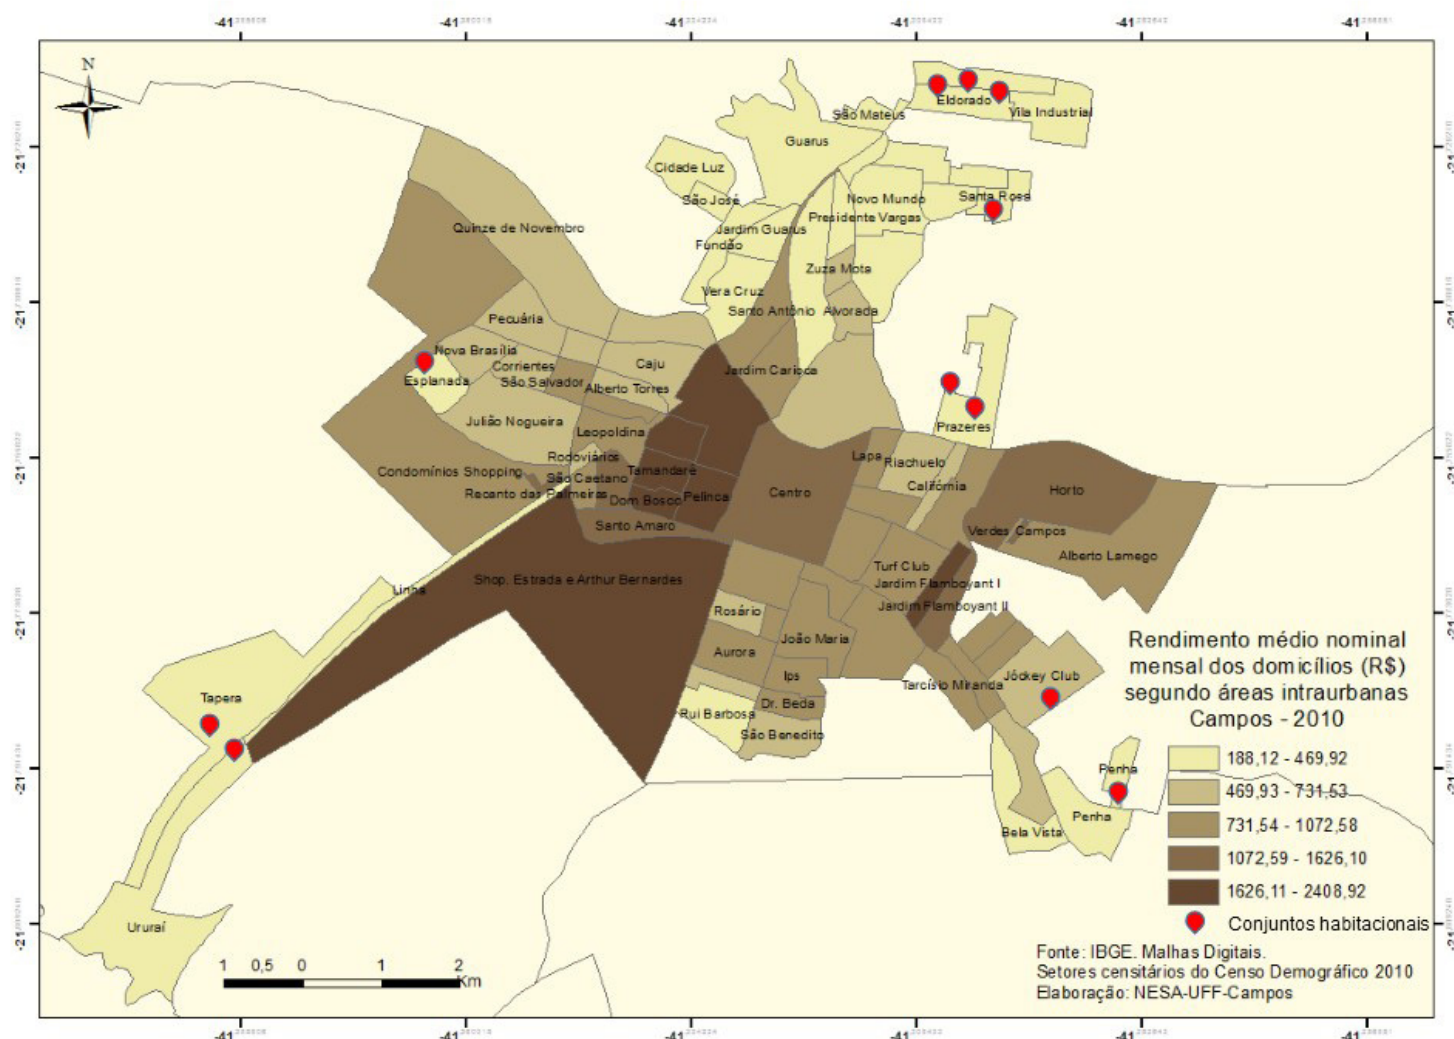 N
São Mateus
Eldorado
Vila Industrial
Guarus
Cidade Luz
São José
Novo Mundo
Santa Rosa
Presidente Vargas
Quinze de Novembro
Jardim Guarus
Fundão
Zuza Mota
Vera Cruz
Santo Antônio
Alvorada
Pecuária
Nova Brasília
Corrientes
Caju
Jardim Carioca
Esplanada
São Salvador
Alberto Torres
Julião Nogueira
Leopoldina
Prazeres
Rodoviários
Lapa
Riachuelo
Condomínios Shopping
São Caetano
Tamandaré
Califórnia
Recanto das Palmeiras
Dom Bosco
Pelinca
Centro
Horto
Santo Amaro
Verdes Campos
Alberto Lamego
Turf Club
Shop. Estrada e Arthur Bernardes
Jardim Flamboyant I
Linha
Jardim Flamboyant II
Rosário
João Maria
Aurora
Ips
Jóckey Club
Tapera
Tarcísio Miranda
Dr. Beda
Rui Barbosa
São Benedito
Penha
Penha
Bela Vista
Ururaí
Rendimento médio nominal
mensal dos domicílios (R$)
segundo áreas intraurbanas
Campos - 2010
188,12 - 469,92
469,93 - 731,53
731,54 - 1072,58
1072,59 - 1626,10
1626,11 - 2408,92
Conjuntos habitacionais
1 0,5 0 1 2
Km
Fonte: IBGE. Malhas Digitais.
Setores censitários do Censo Demográfico 2010
Elaboração: NESA-UFF-Campos